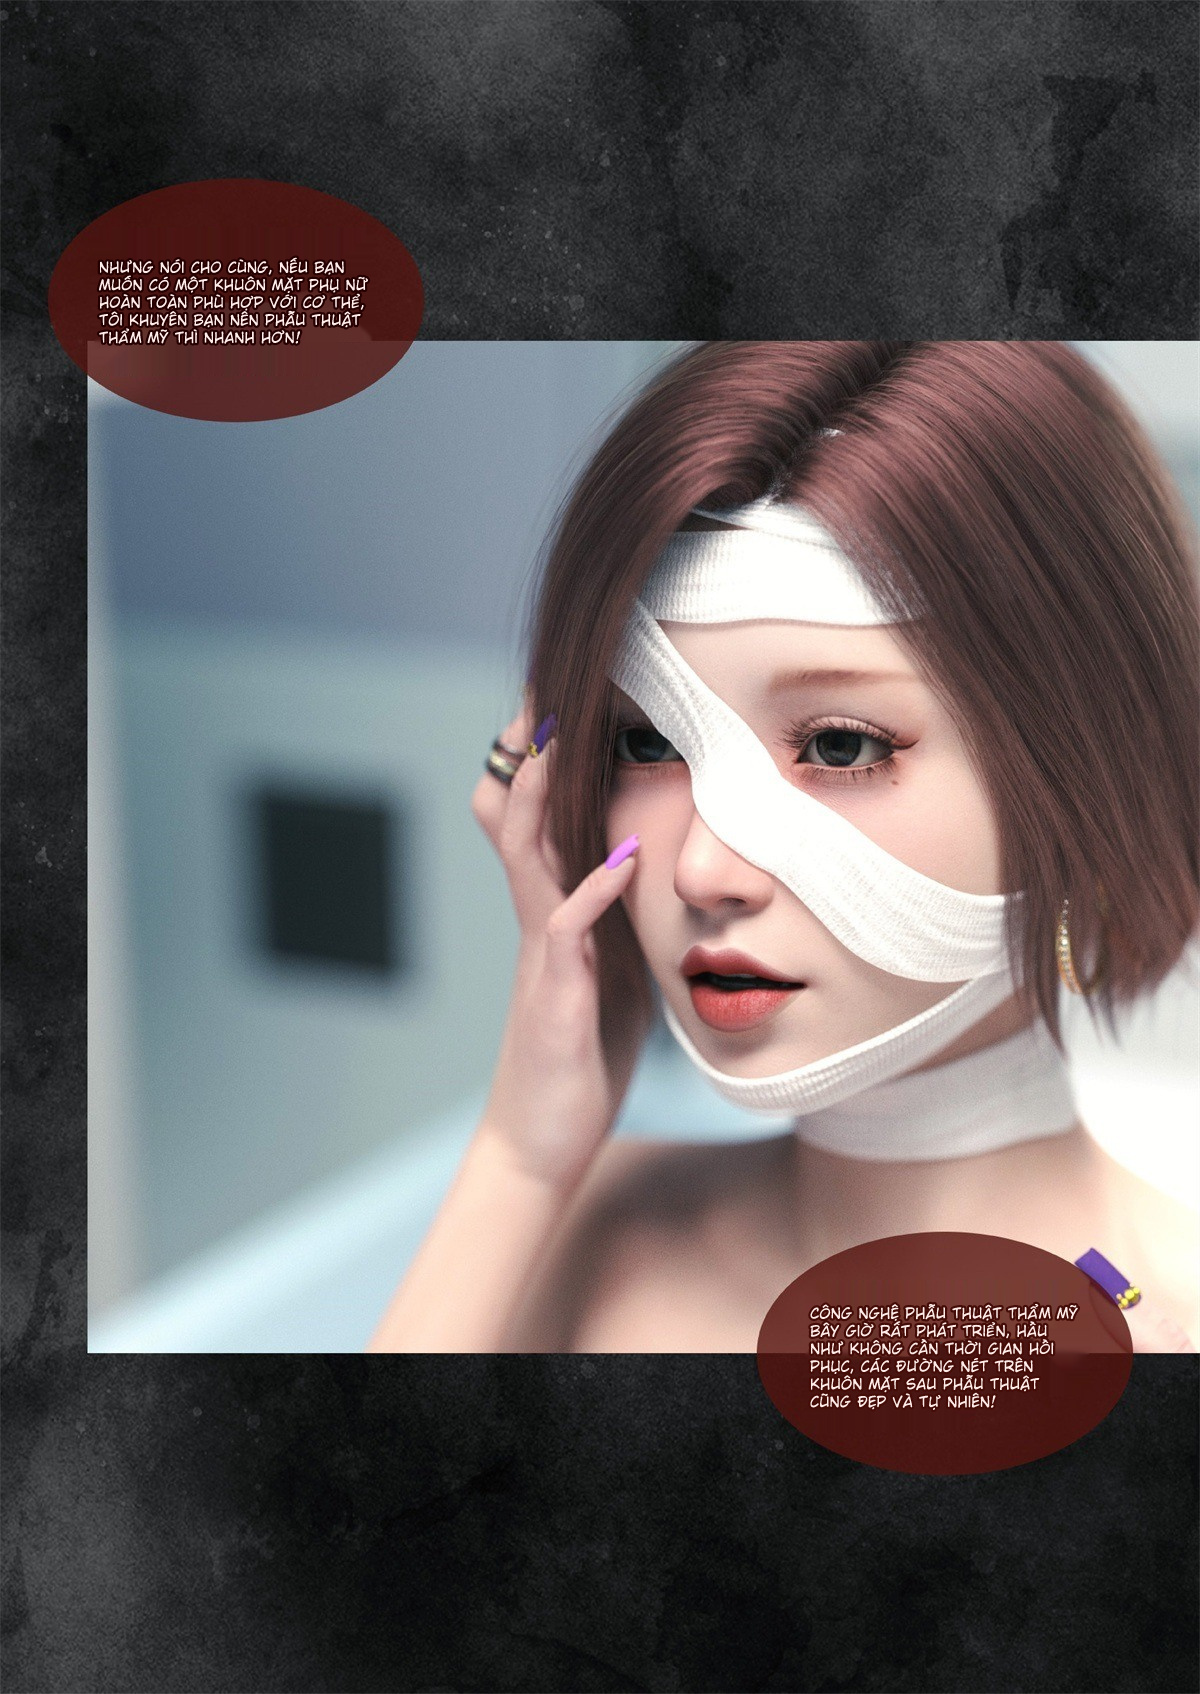 NHƯNG NÓI CHO CÙNG, NẾU BẠN
MUỐN CÓ MỘT KHUÔN MẶT PHỤ NỮ
HOÀN TOÀN PHÙ HỢP VỚI CƠ THỂ,
TÔI KHUYÊN BẠN NÊN PHẪU THUẬT
THẨM MỸ THÌ NHANH HƠN!
CÔNG NGHỆ PHẪU THUẬT THẨM MỸ
BÂY GIỜ RẤT PHÁT TRIỂN, HẦU
NHƯ KHÔNG CẦN THỜI GIAN HỒI
PHỤC, CÁC ĐƯỜNG NÉT TRÊN
KHUÔN MẶT SAU PHẪU THUẬT
CŨNG ĐẸP VÀ TỰ NHIÊN!